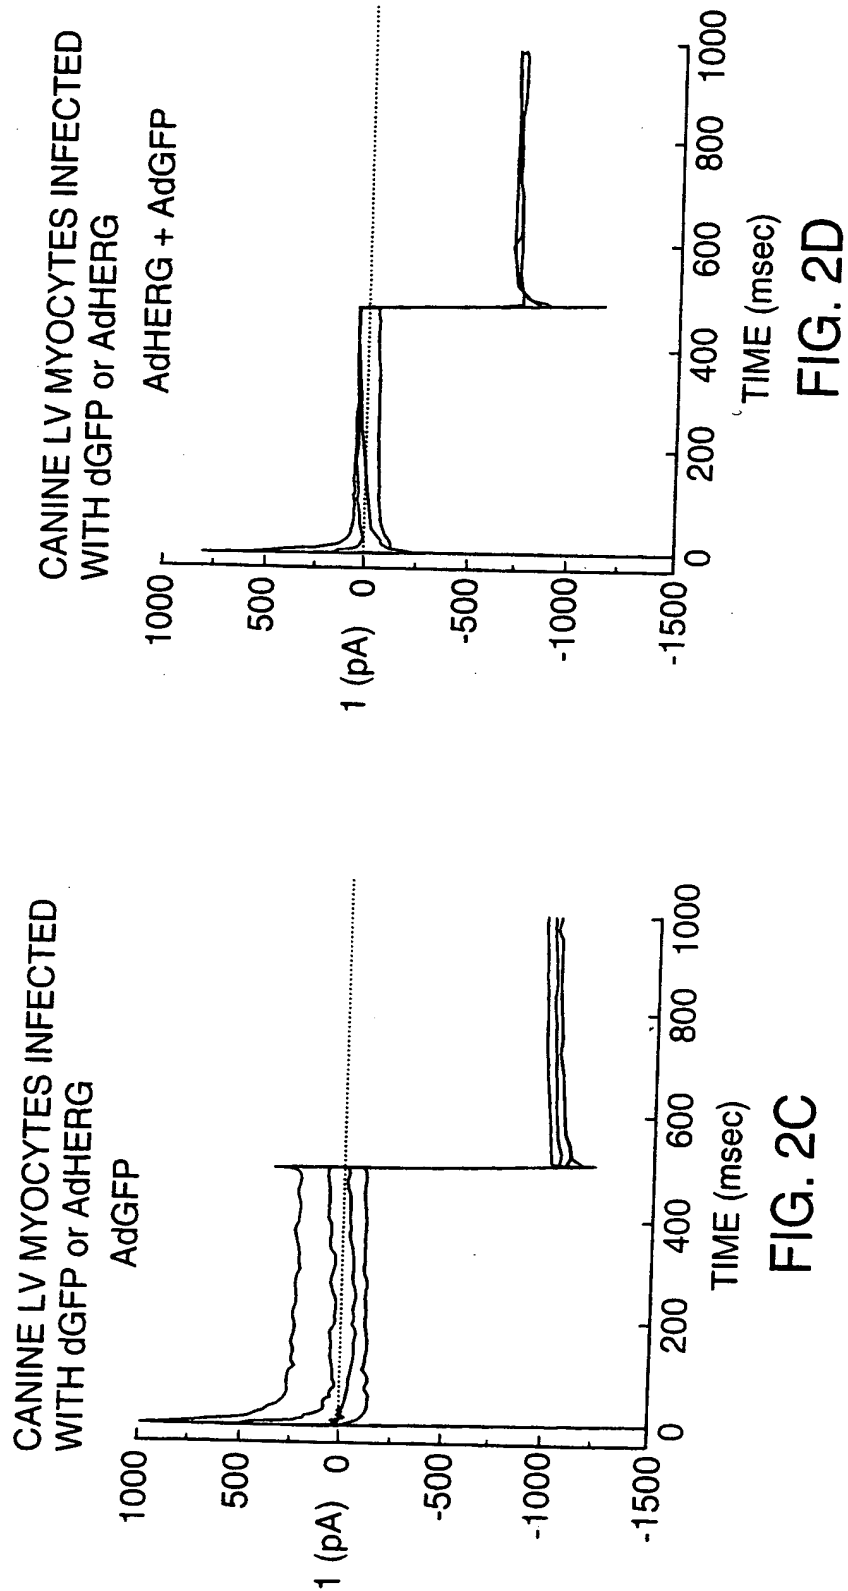 CANINE LV MYOCYTES INFECTED
WITH dGFP or AdHERG
AdGFP
1000
500
1 (pA) 0
-500
-1000
-1500
0 200 400 600 800 1000
TIME (msec)
FIG. 2C
CANINE LV MYOCYTES INFECTED
WITH dGFP or AdHERG
AdHERG + AdGFP
1000
500
1 (pA) 0
-500
-1000
-1500
0 200 400 600 800 1000
TIME (msec)
FIG. 2D